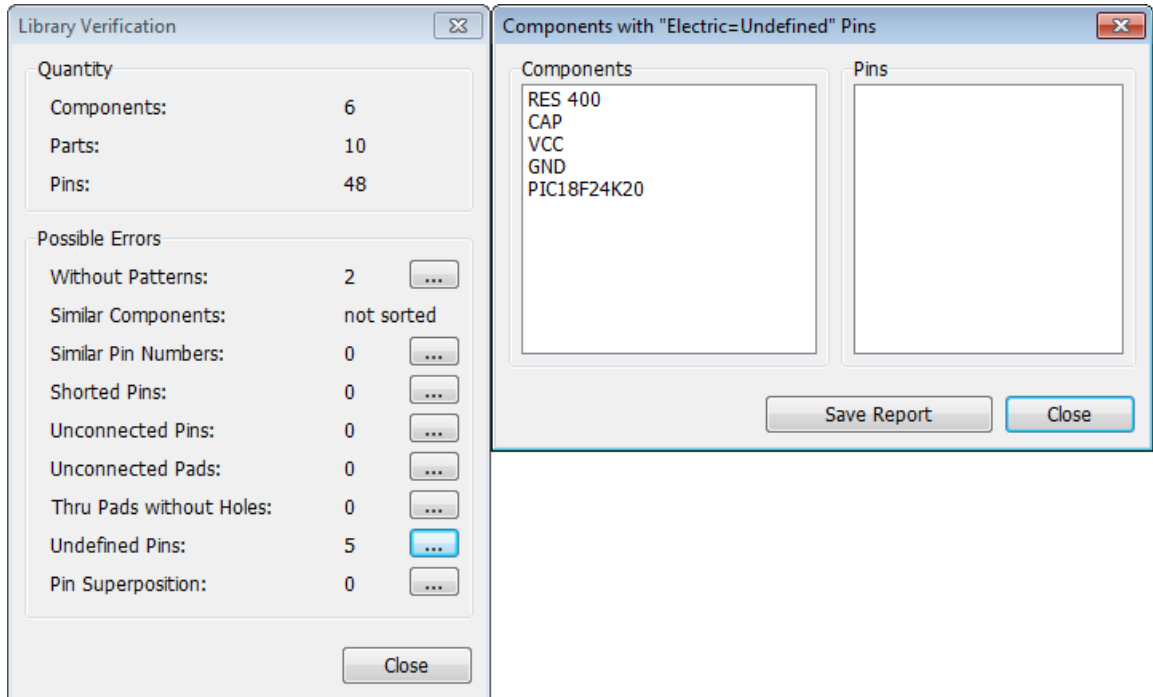 Library Verification
Quantity
Components: 6
Parts: 10
Pins: 48
Possible Errors
Without Patterns: 2 ...
Similar Components: not sorted
Similar Pin Numbers: 0 ...
Shorted Pins: 0 ...
Unconnected Pins: 0 ...
Unconnected Pads: 0 ...
Thru Pads without Holes: 0 ...
Undefined Pins: 5 ...
Pin Superposition: 0 ...
Close
Components with "Electric=Undefined" Pins
Components
RES 400
CAP
VCC
GND
PIC18F24K20
Pins
Save Report
Close